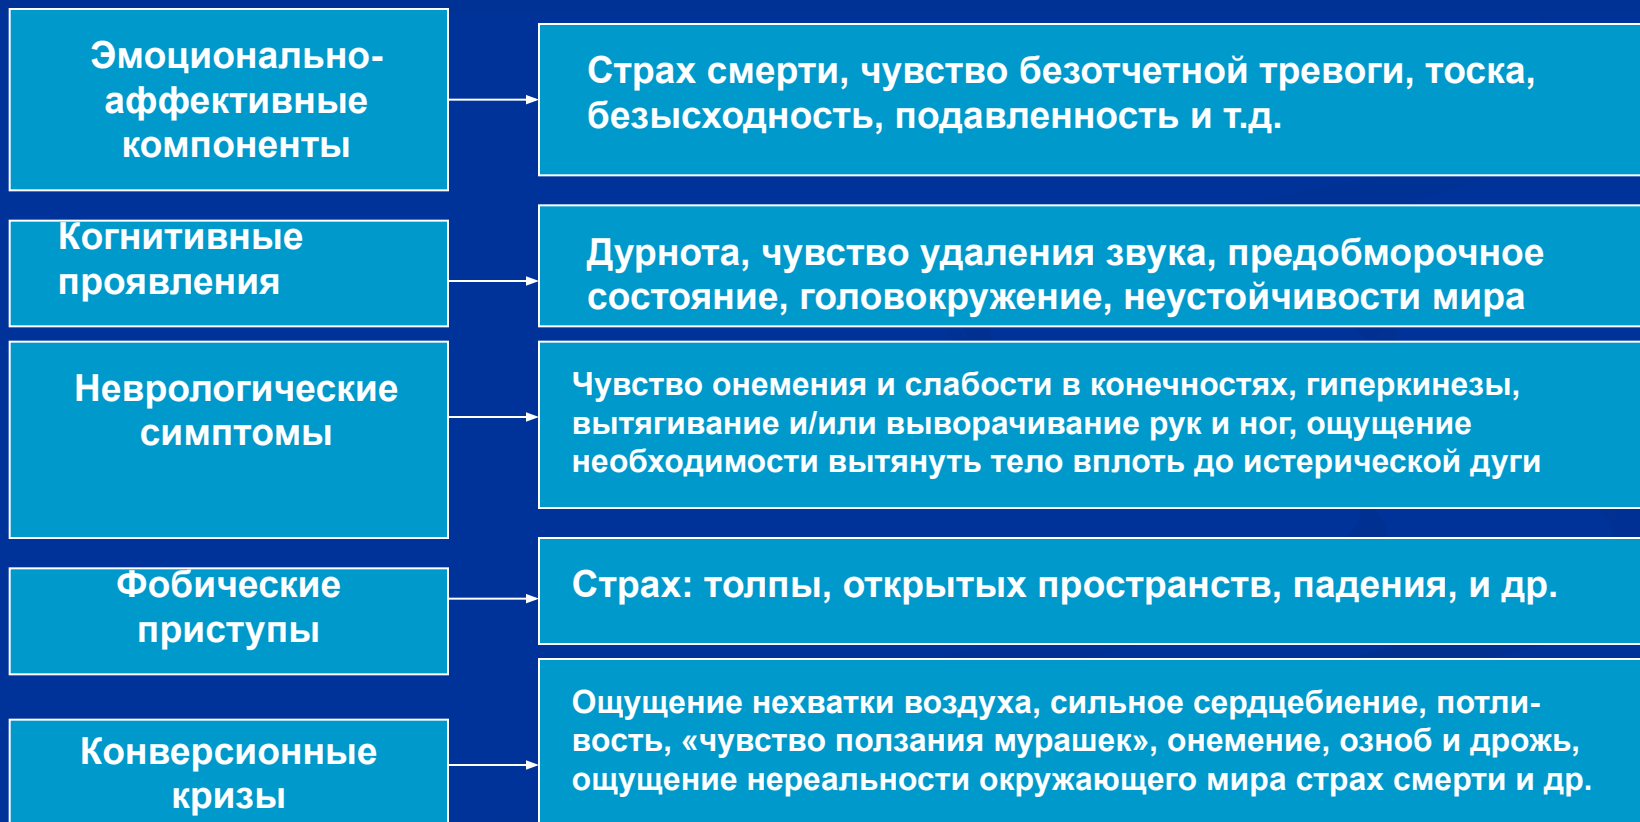 Эмоционально-
аффективные
компоненты
Страх смерти, чувство безотчетной тревоги, тоска,
безысходность, подавленность и т.д.
Когнитивные
проявления
Дурнота, чувство удаления звука, предобморочное
состояние, головокружение, неустойчивости мира
Неврологические
симптомы
Чувство онемения и слабости в конечностях, гиперкинезы,
вытягивание и/или выворачивание рук и ног, ощущение
необходимости вытянуть тело вплоть до истерической дуги
Фобические
приступы
Страх: толпы, открытых пространств, падения, и др.
Конверсионные
кризы
Ощущение нехватки воздуха, сильное сердцебиение, потли-
вость, «чувство ползания мурашек», онемение, озноб и дрожь,
ощущение нереальности окружающего мира страх смерти и др.